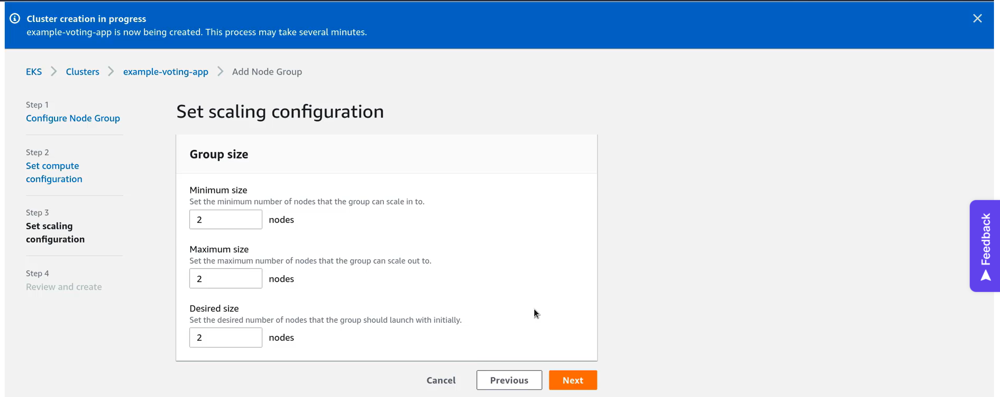 Cluster creation in progress
example-voting-app is now being created. This process may take several minutes.
EKS
Clusters
example-voting-app
Add Node Group
Step 1
Configure Node Group
Step 2
Set compute
configuration
Step 3
Set scaling
configuration
Step 4
Review and create
Set scaling configuration
Group size
Minimum size
Set the minimum number of nodes that the group can scale in to.
2 nodes
Maximum size
Set the maximum number of nodes that the group can scale out to.
2 nodes
Desired size
Set the desired number of nodes that the group should launch with initially.
2 nodes
Cancel
Previous
Next
Feedback